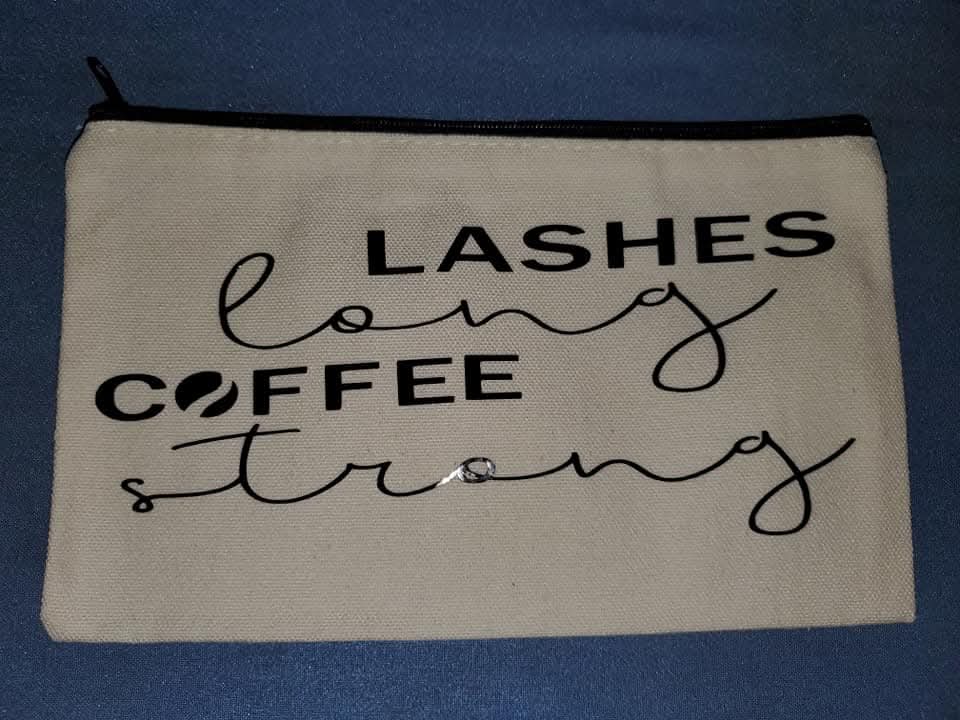 LASHES
long
COFFEE
strong